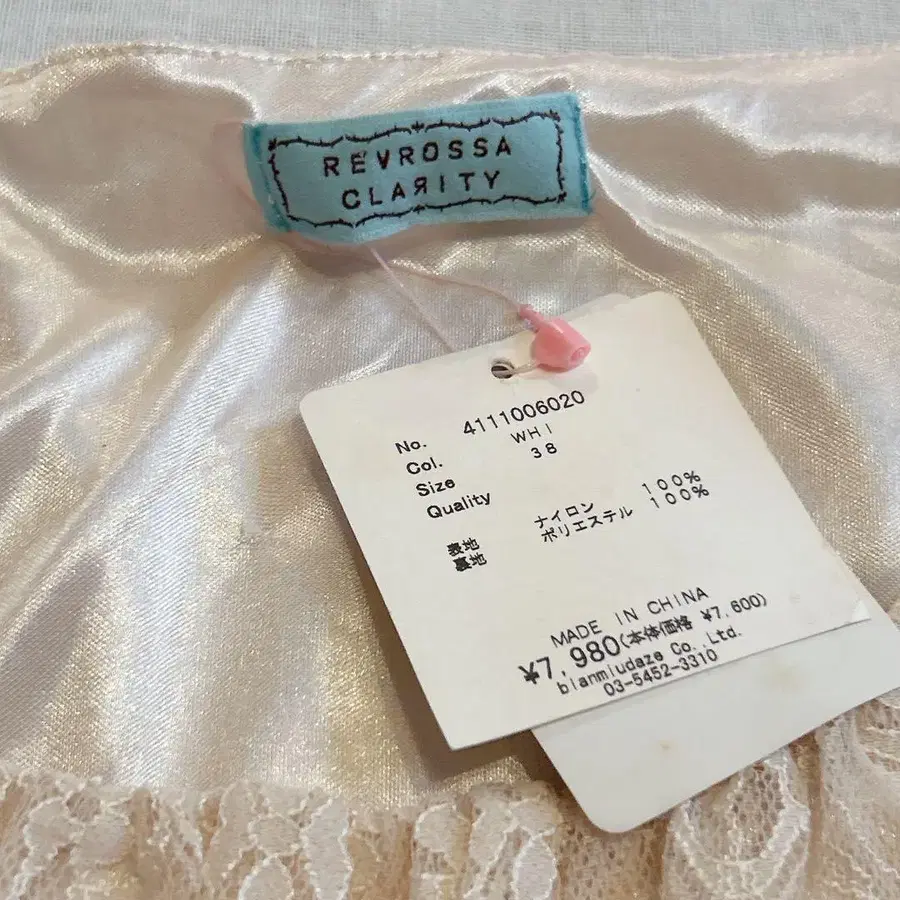 REVROSSA
CLAЯITY
No. 4111006020
Col. WHI
Size 38
Quality
表地 ナイロン 100%
裏地 ポリエステル 100%
MADE IN CHINA
¥7,980(本体価格 ¥7,600)
bianmiudaze Co.,Ltd.
03-5452-3310